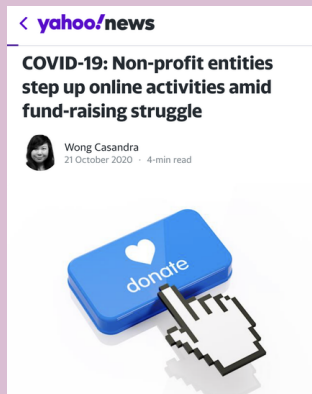 < yahoo!news
COVID-19: Non-profit entities
step up online activities amid
fund-raising struggle
Wong Casandra
21 October 2020 · 4-min read
donate